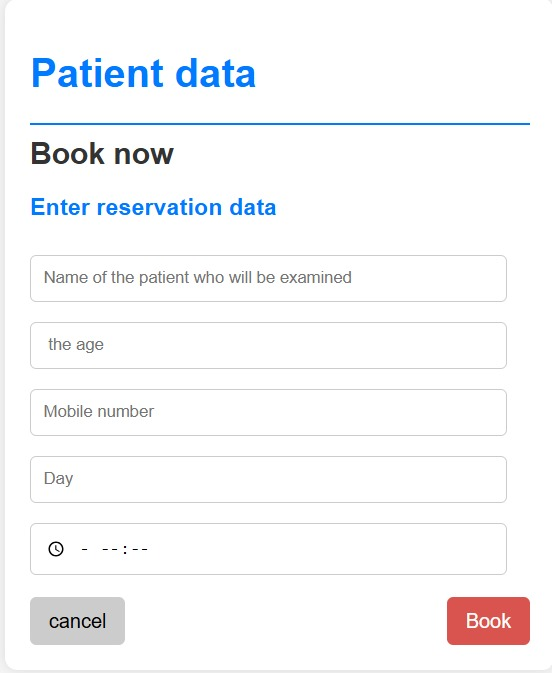 Patient data
Book now
Enter reservation data
Name of the patient who will be examined
the age
Mobile number
Day
- --:--
cancel
Book